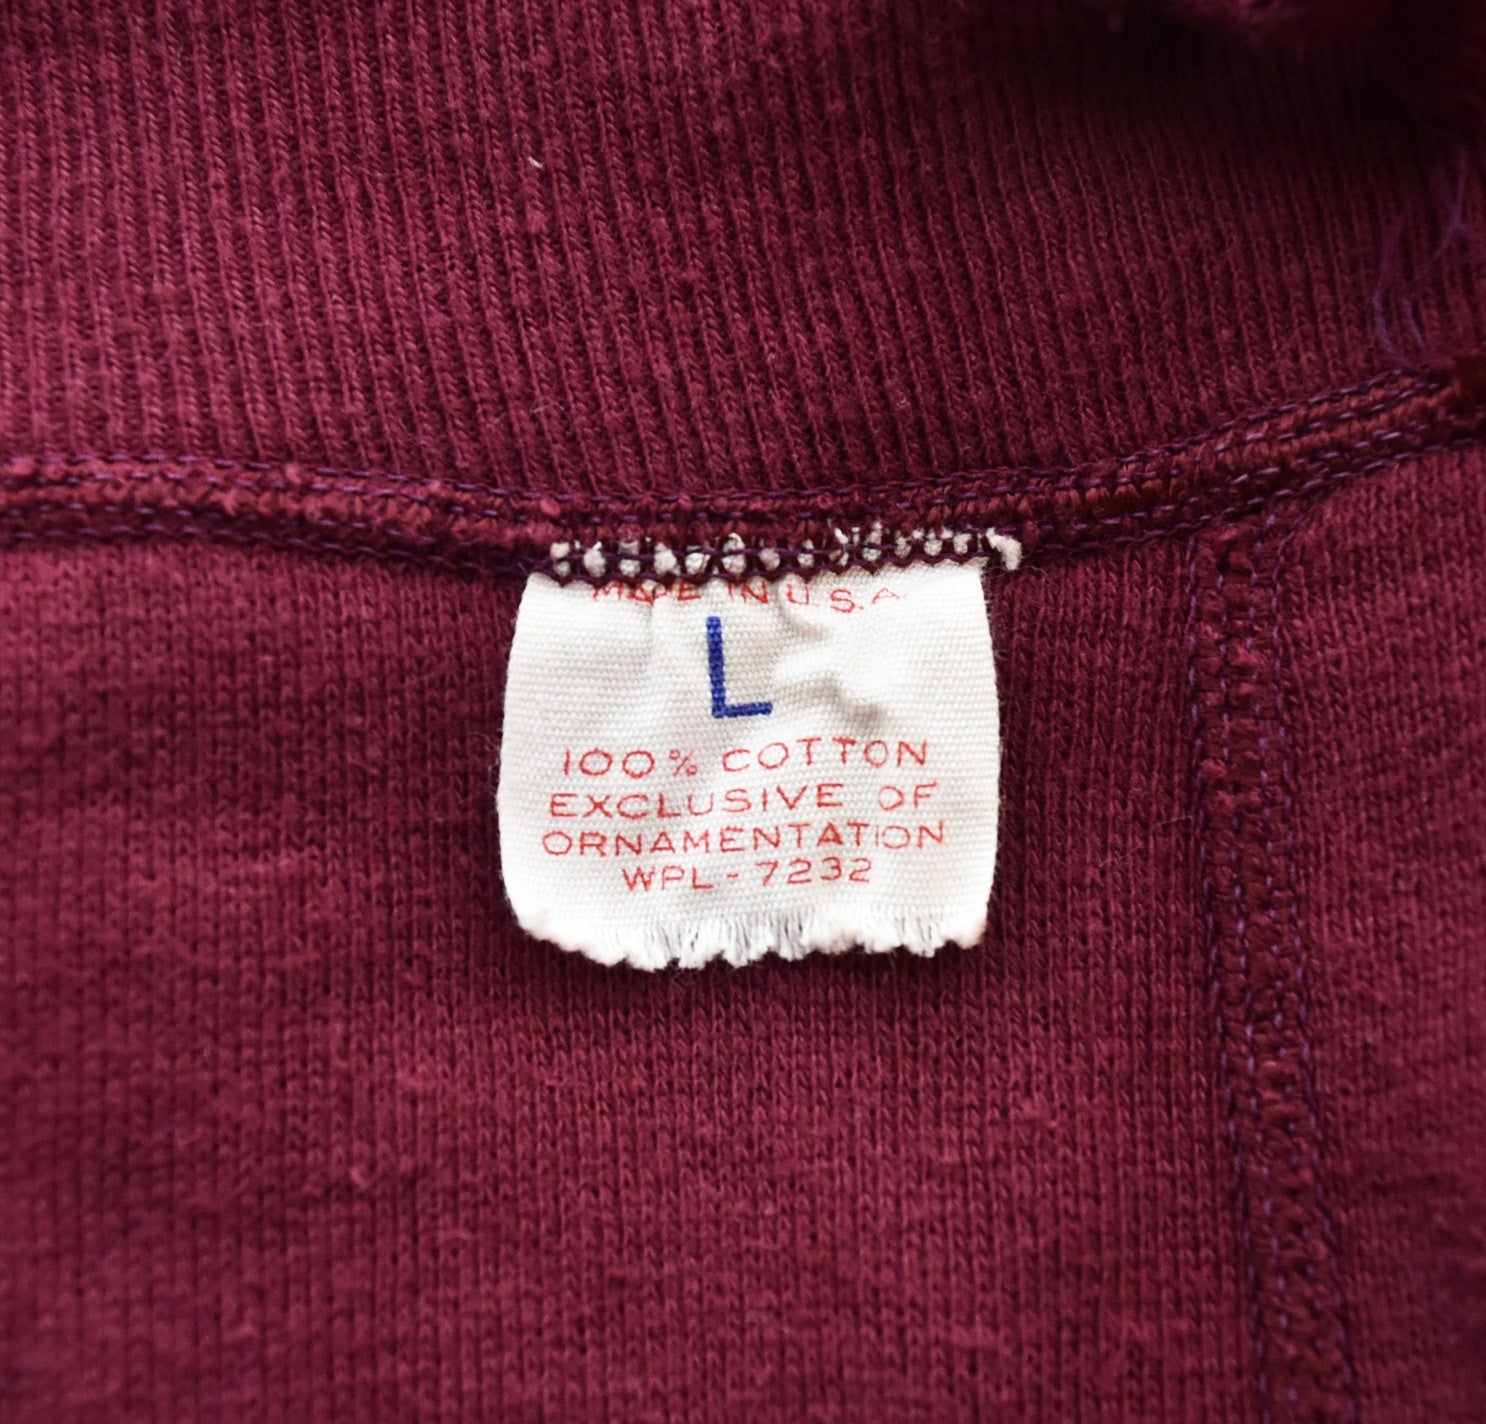 MADE IN U.S.A
L
100% COTTON
EXCLUSIVE OF
ORNAMENTATION
WPL-7232